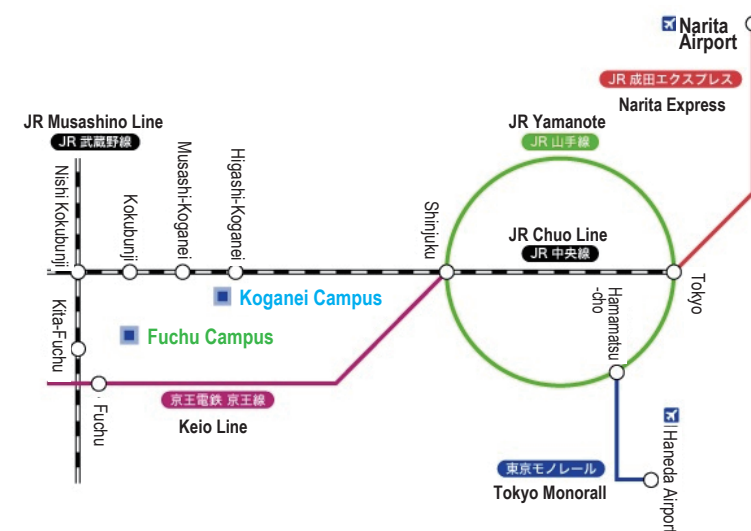 Narita
Airport
JR 成田エクスプレス
Narita Express
JR Musashino Line
JR 武蔵野線
JR Yamanote
JR 山手線
Nishi Kokubunji
Kokubunji
Musashi-Koganei
Higashi-Koganei
Shinjuku
JR Chuo Line
JR 中央線
Tokyo
Hamamatsu
-cho
Koganei Campus
Kita-Fuchu
Fuchu Campus
Fuchu
京王電鉄 京王線
Keio Line
東京モノレール
Tokyo Monorall
Haneda Airport